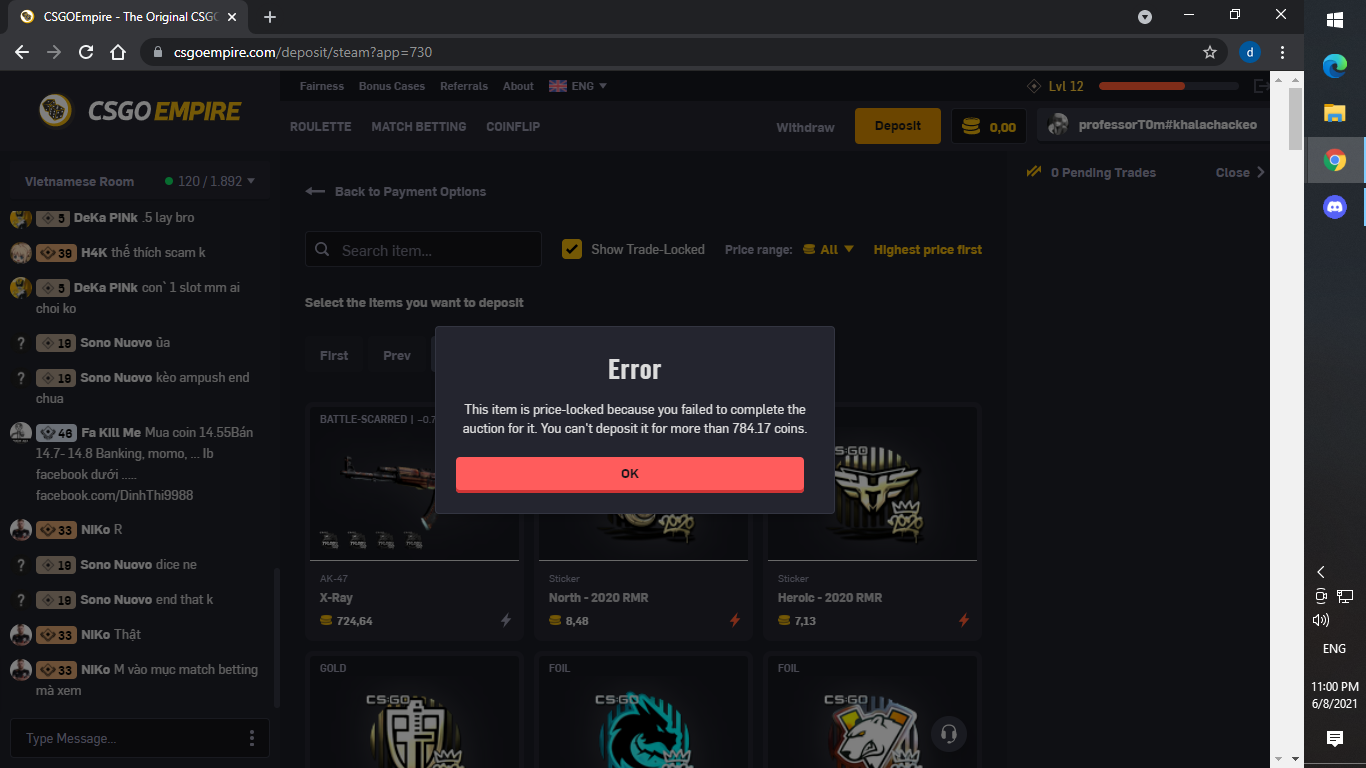 CSGOEmpire - The Original CSGO
csgoempire.com/deposit/steam?app=730
d
Fairness Bonus Cases Referrals About ENG
Lvl 12
CSGOEMPIRE
ROULETTE MATCH BETTING COINFLIP
Withdraw Deposit 0,00 professorT0m#khalachackeo
Vietnamese Room 120 / 1.892
5 DeKa PINk .5 lay bro
39 H4K thế thích scam k
5 DeKa PINk con` 1 slot mm ai
choi ko
? 19 Sono Nuovo ủa
? 19 Sono Nuovo kèo ampush end
chua
46 Fa Kill Me Mua coin 14.55Bán
14.7- 14.8 Banking, momo, ... Ib
facebook dưới .....
facebook.com/DinhThi9988
33 NIKo R
? 19 Sono Nuovo dice ne
? 19 Sono Nuovo end that k
33 NIKo Thật
33 NIKo M vào mục match betting
mà xem
Type Message...
Back to Payment Options
Search item...
Show Trade-Locked Price range: All Highest price first
Select the items you want to deposit
First Prev
Error
This item is price-locked because you failed to complete the
auction for it. You can't deposit it for more than 784.17 coins.
OK
BATTLE-SCARRED | ~0.7
AK-47
X-Ray
724,64
2020
Sticker
North - 2020 RMR
8,48
2020
Sticker
Heroic - 2020 RMR
7,13
GOLD
CS:GO
FOIL
CS:GO
FOIL
CS:GO
0 Pending Trades Close
ENG
11:00 PM
6/8/2021